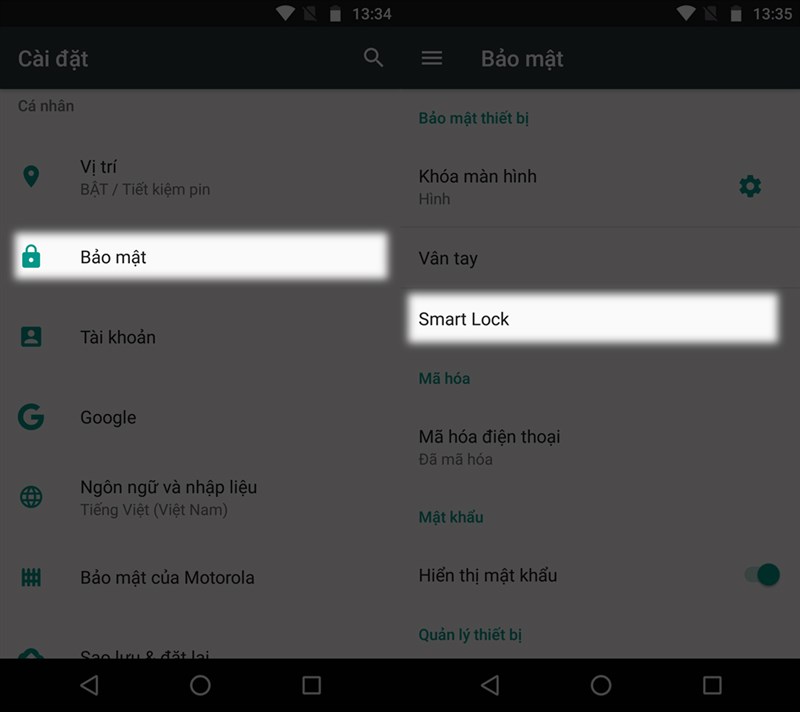 13:34
Cài đặt
Cá nhân
Vị trí
BẬT / Tiết kiệm pin
Bảo mật
Tài khoản
Google
Ngôn ngữ và nhập liệu
Tiếng Việt (Việt Nam)
Bảo mật của Motorola
Sao lưu & đặt lại
13:35
Bảo mật
Bảo mật thiết bị
Khóa màn hình
Hình
Vân tay
Smart Lock
Mã hóa
Mã hóa điện thoại
Đã mã hóa
Mật khẩu
Hiển thị mật khẩu
Quản lý thiết bị